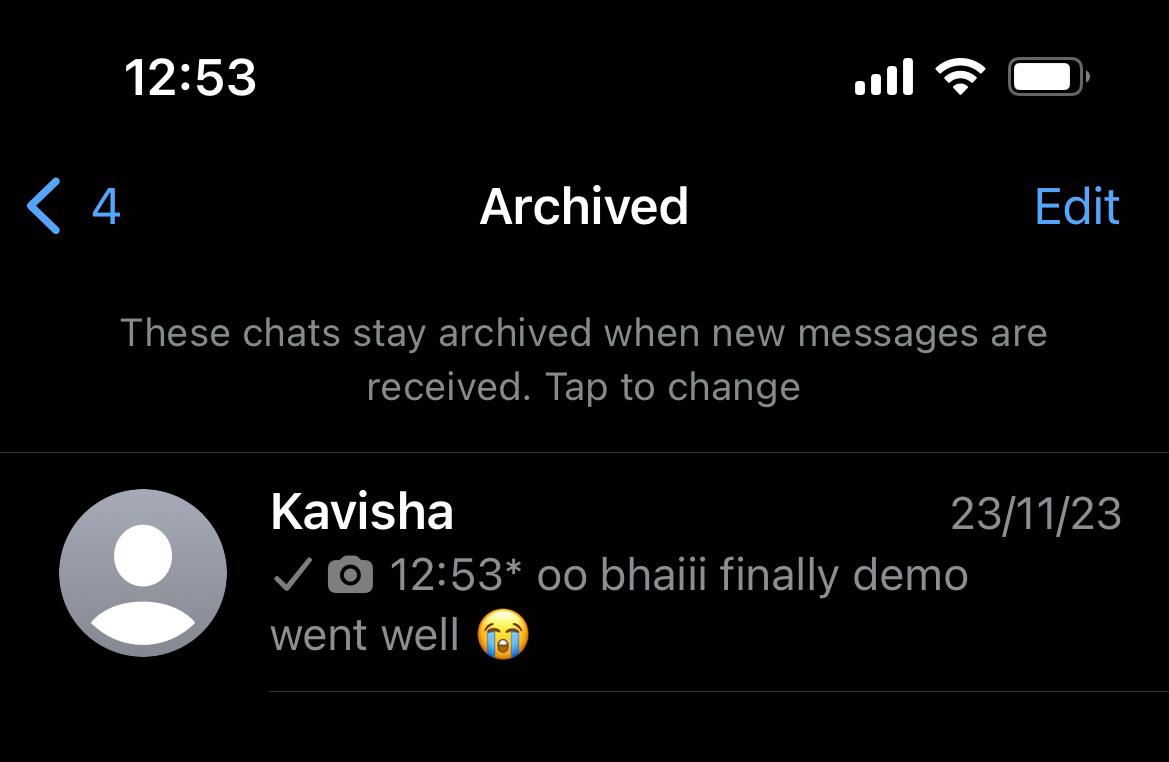 12:53
4 Archived Edit
These chats stay archived when new messages are
received. Tap to change
Kavisha 23/11/23
12:53* oo bhaiii finally demo
went well 😭